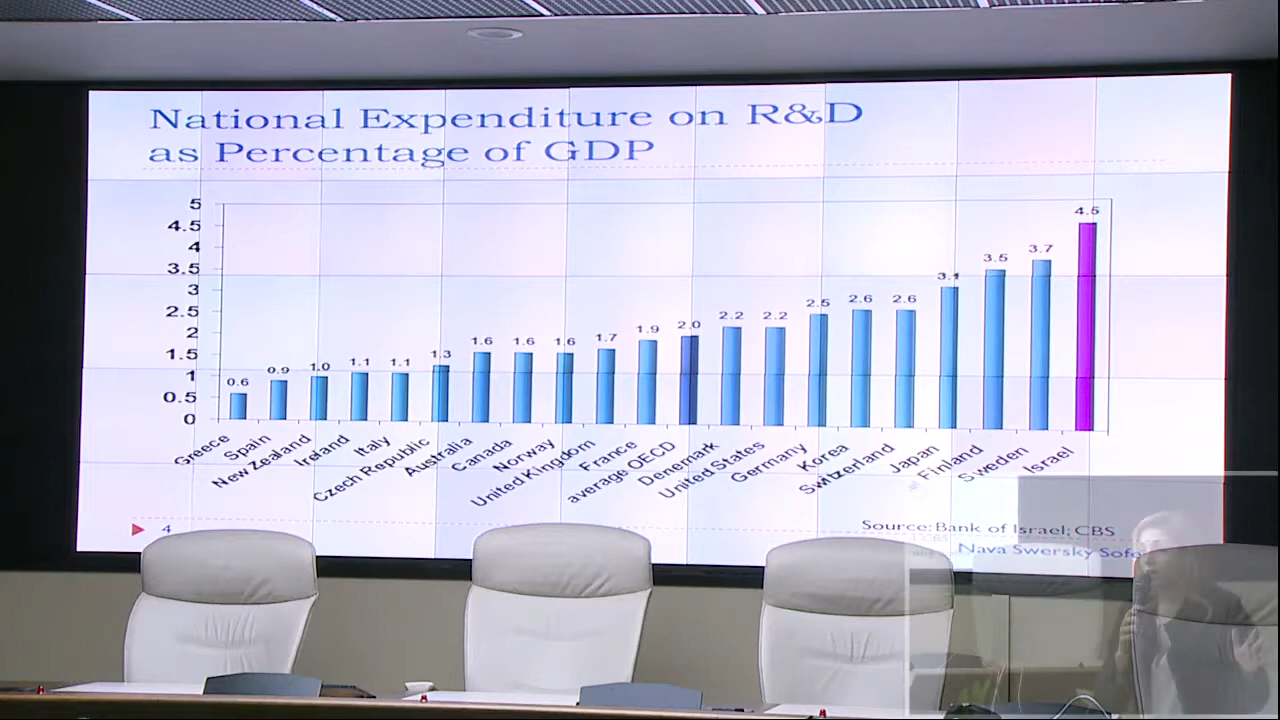 National Expenditure on R&D
as Percentage of GDP
5
4.5
4
3.5
3
2.5
2
1.5
1
0.5
0
0.6
0.9
1.0
1.1
1.1
1.3
1.6
1.6
1.6
1.7
1.9
2.0
2.2
2.2
2.5
2.6
2.6
3.1
3.5
3.7
4.5
Greece
Spain
New Zealand
Ireland
Italy
Czech Republic
Australia
Canada
Norway
United Kingdom
France
average OECD
Denmark
United States
Germany
Korea
Switzerland
Japan
Finland
Sweden
Israel
4
Source: Bank of Israel; CBS
Nava Swersky Sofe